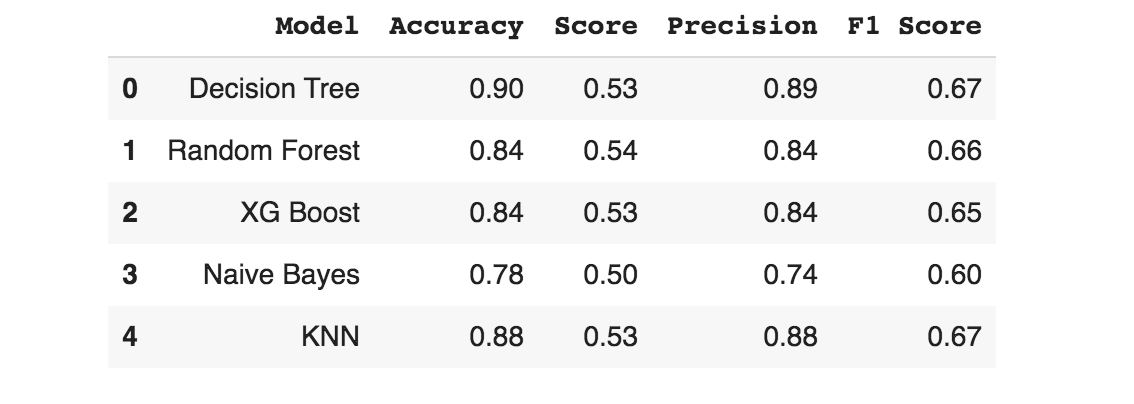 Model Accuracy Score Precision F1 Score
0 Decision Tree 0.90 0.53 0.89 0.67
1 Random Forest 0.84 0.54 0.84 0.66
2 XG Boost 0.84 0.53 0.84 0.65
3 Naive Bayes 0.78 0.50 0.74 0.60
4 KNN 0.88 0.53 0.88 0.67